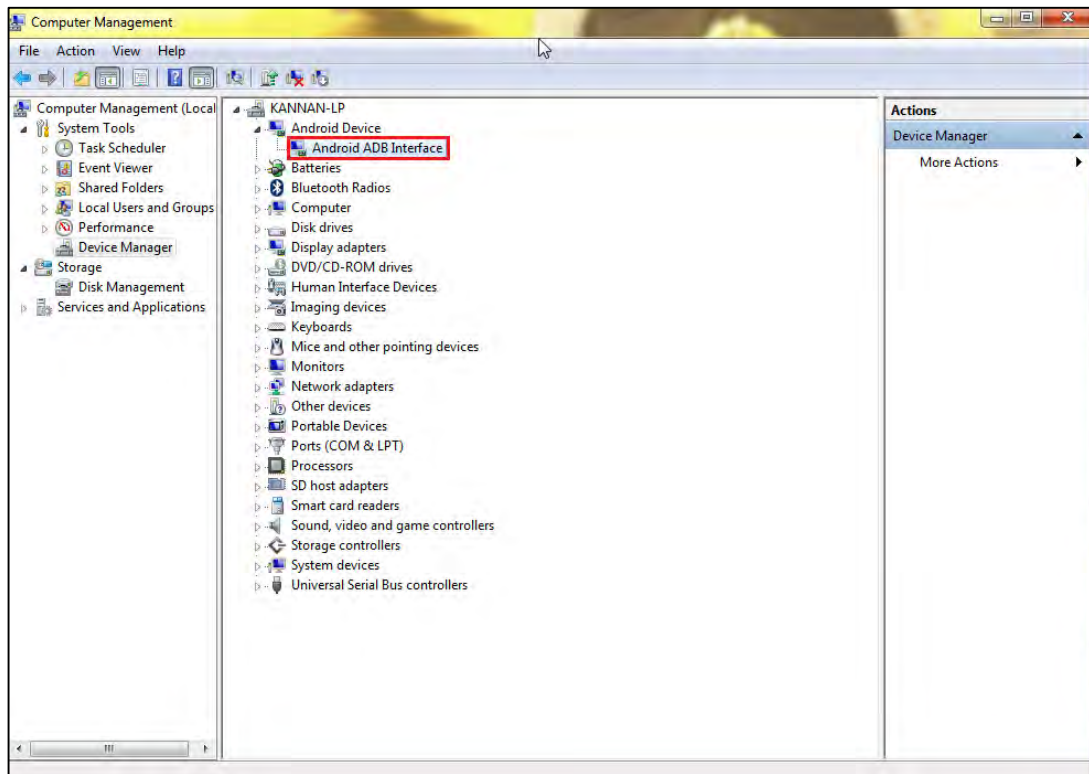 Computer Management
File Action View Help
Computer Management (Local
System Tools
Task Scheduler
Event Viewer
Shared Folders
Local Users and Groups
Performance
Device Manager
Storage
Disk Management
Services and Applications
KANNAN-LP
Android Device
Android ADB Interface
Batteries
Bluetooth Radios
Computer
Disk drives
Display adapters
DVD/CD-ROM drives
Human Interface Devices
Imaging devices
Keyboards
Mice and other pointing devices
Monitors
Network adapters
Other devices
Portable Devices
Ports (COM & LPT)
Processors
SD host adapters
Smart card readers
Sound, video and game controllers
Storage controllers
System devices
Universal Serial Bus controllers
Actions
Device Manager
More Actions